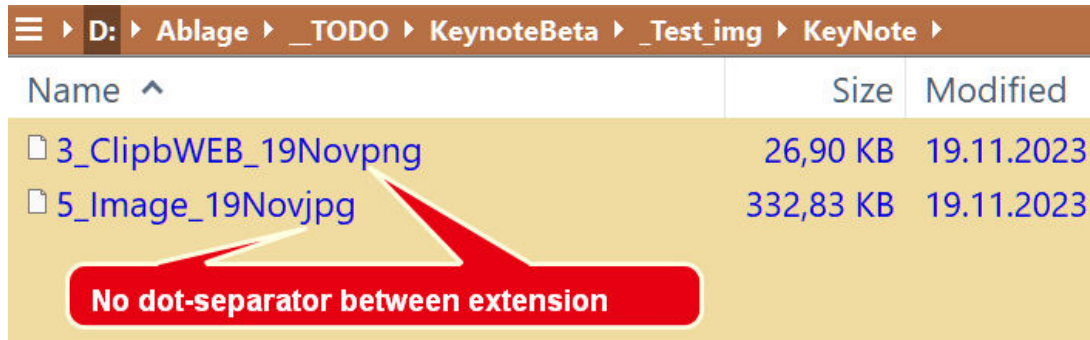 D: Ablage __TODO KeynoteBeta _Test_img KeyNote
Name Size Modified
3_ClipbWEB_19Novpng 26,90 KB 19.11.2023
5_Image_19Novjpg 332,83 KB 19.11.2023
No dot-separator between extension